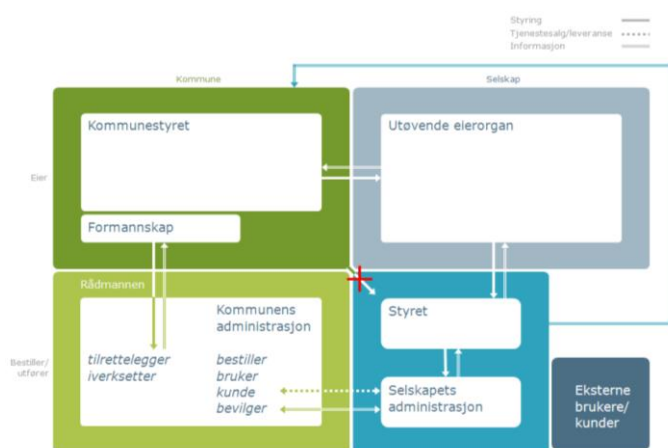 Styring
Tjenestesalg/leveranse
Informasjon
Kommune
Selskap
Kommunestyret
Utøvende eierorgan
Eier
Formannskap
Rådmannen
Kommunens
administrasjon
Styret
Bestiller/
utfører
tilrettelegger
iverksetter
bestiller
bruker
kunde
bevilger
Selskapets
administrasjon
Eksterne
brukere/
kunder